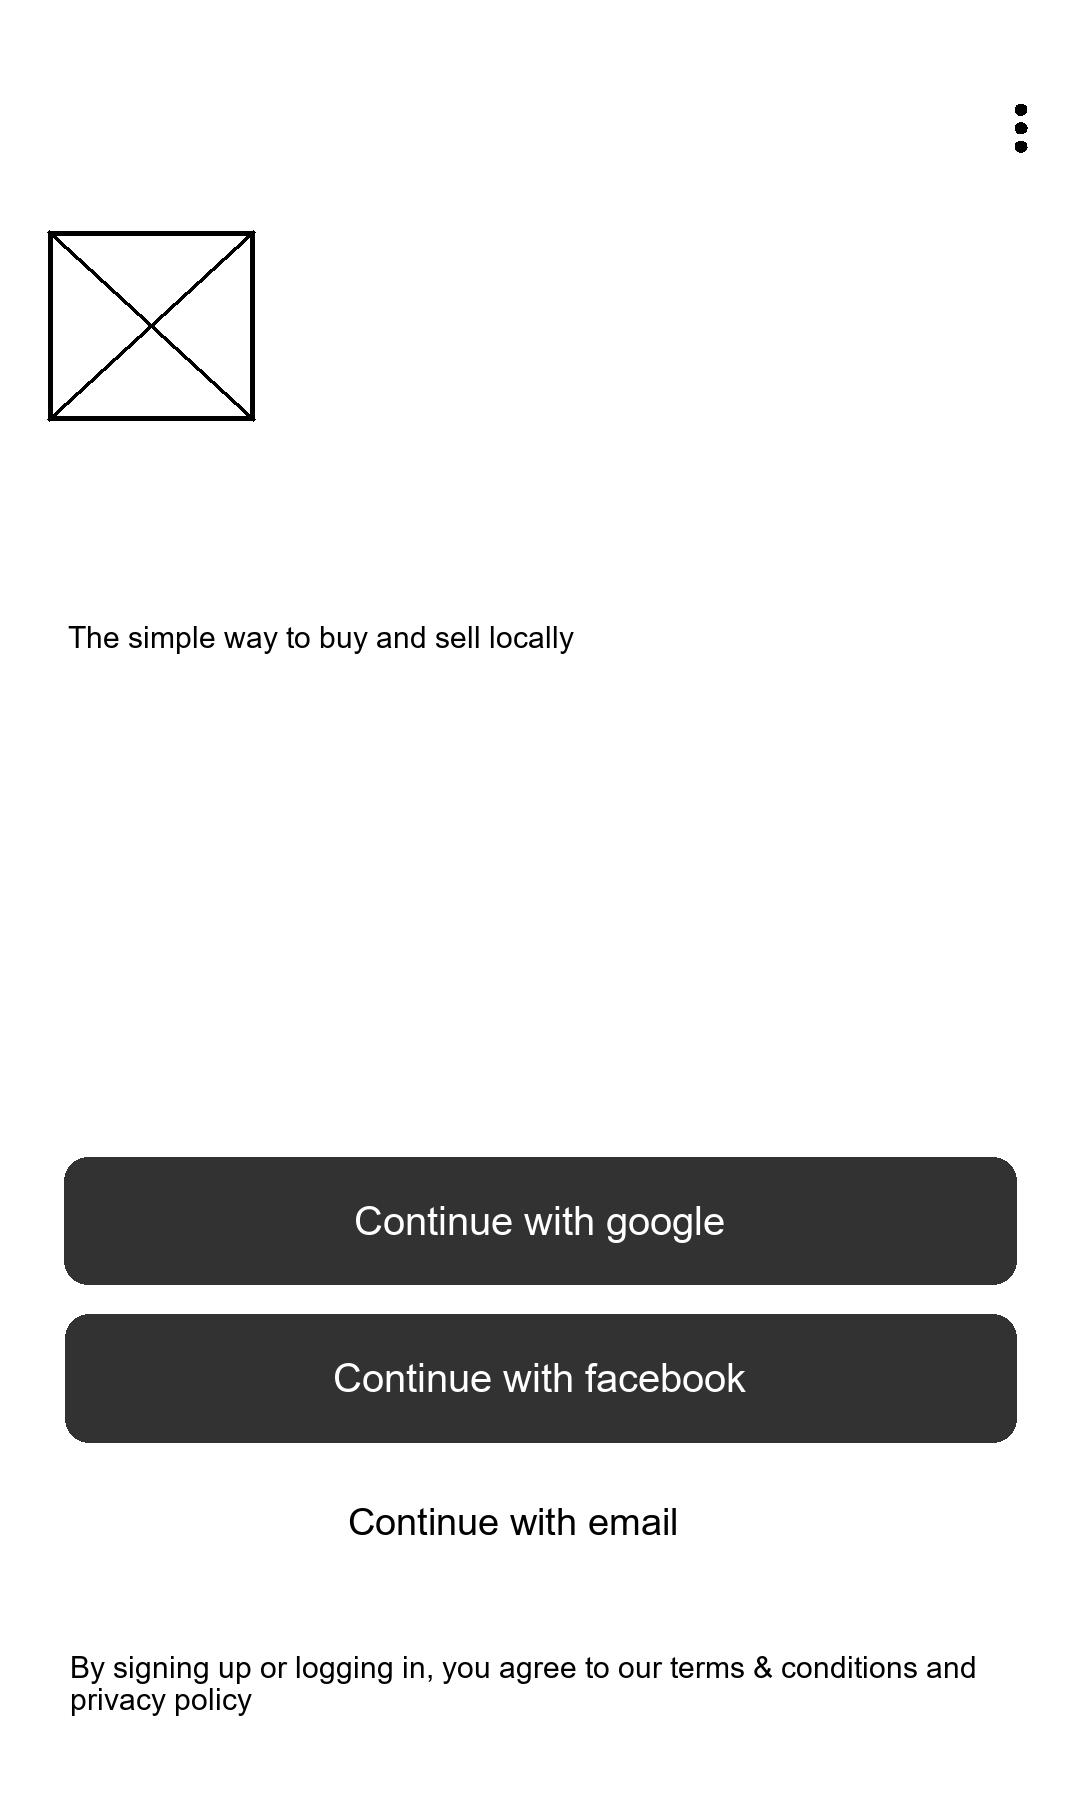 The simple way to buy and sell locally
Continue with google
Continue with facebook
Continue with email
By signing up or logging in, you agree to our terms & conditions and
privacy policy